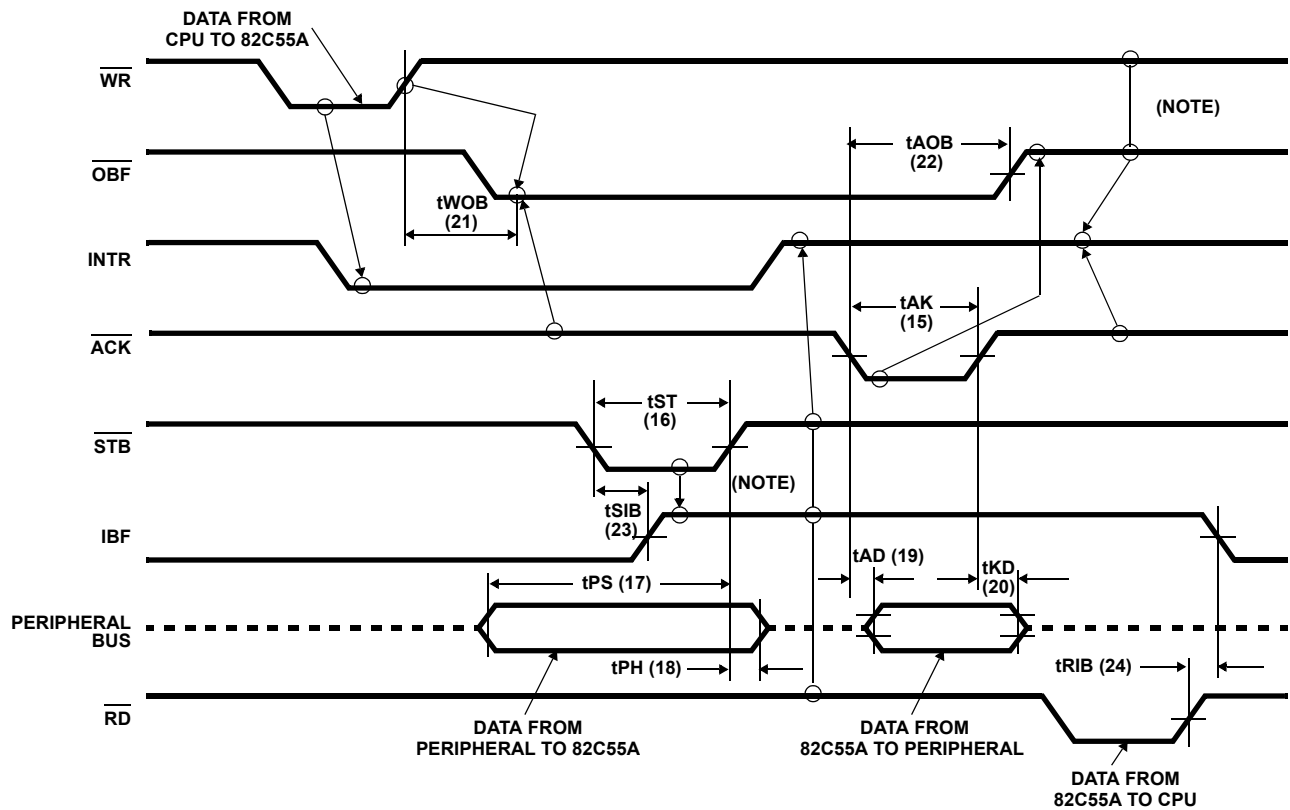 DATA FROM
CPU TO 82C55A
WR
(NOTE)
tAOB
(22)
OBF
tWOB
(21)
INTR
tAK
(15)
ACK
tST
(16)
STB
(NOTE)
tSIB
(23)
IBF
tAD (19)
tKD
(20)
tPS (17)
PERIPHERAL
BUS
tPH (18)
tRIB (24)
RD
DATA FROM
PERIPHERAL TO 82C55A
DATA FROM
82C55A TO PERIPHERAL
DATA FROM
82C55A TO CPU